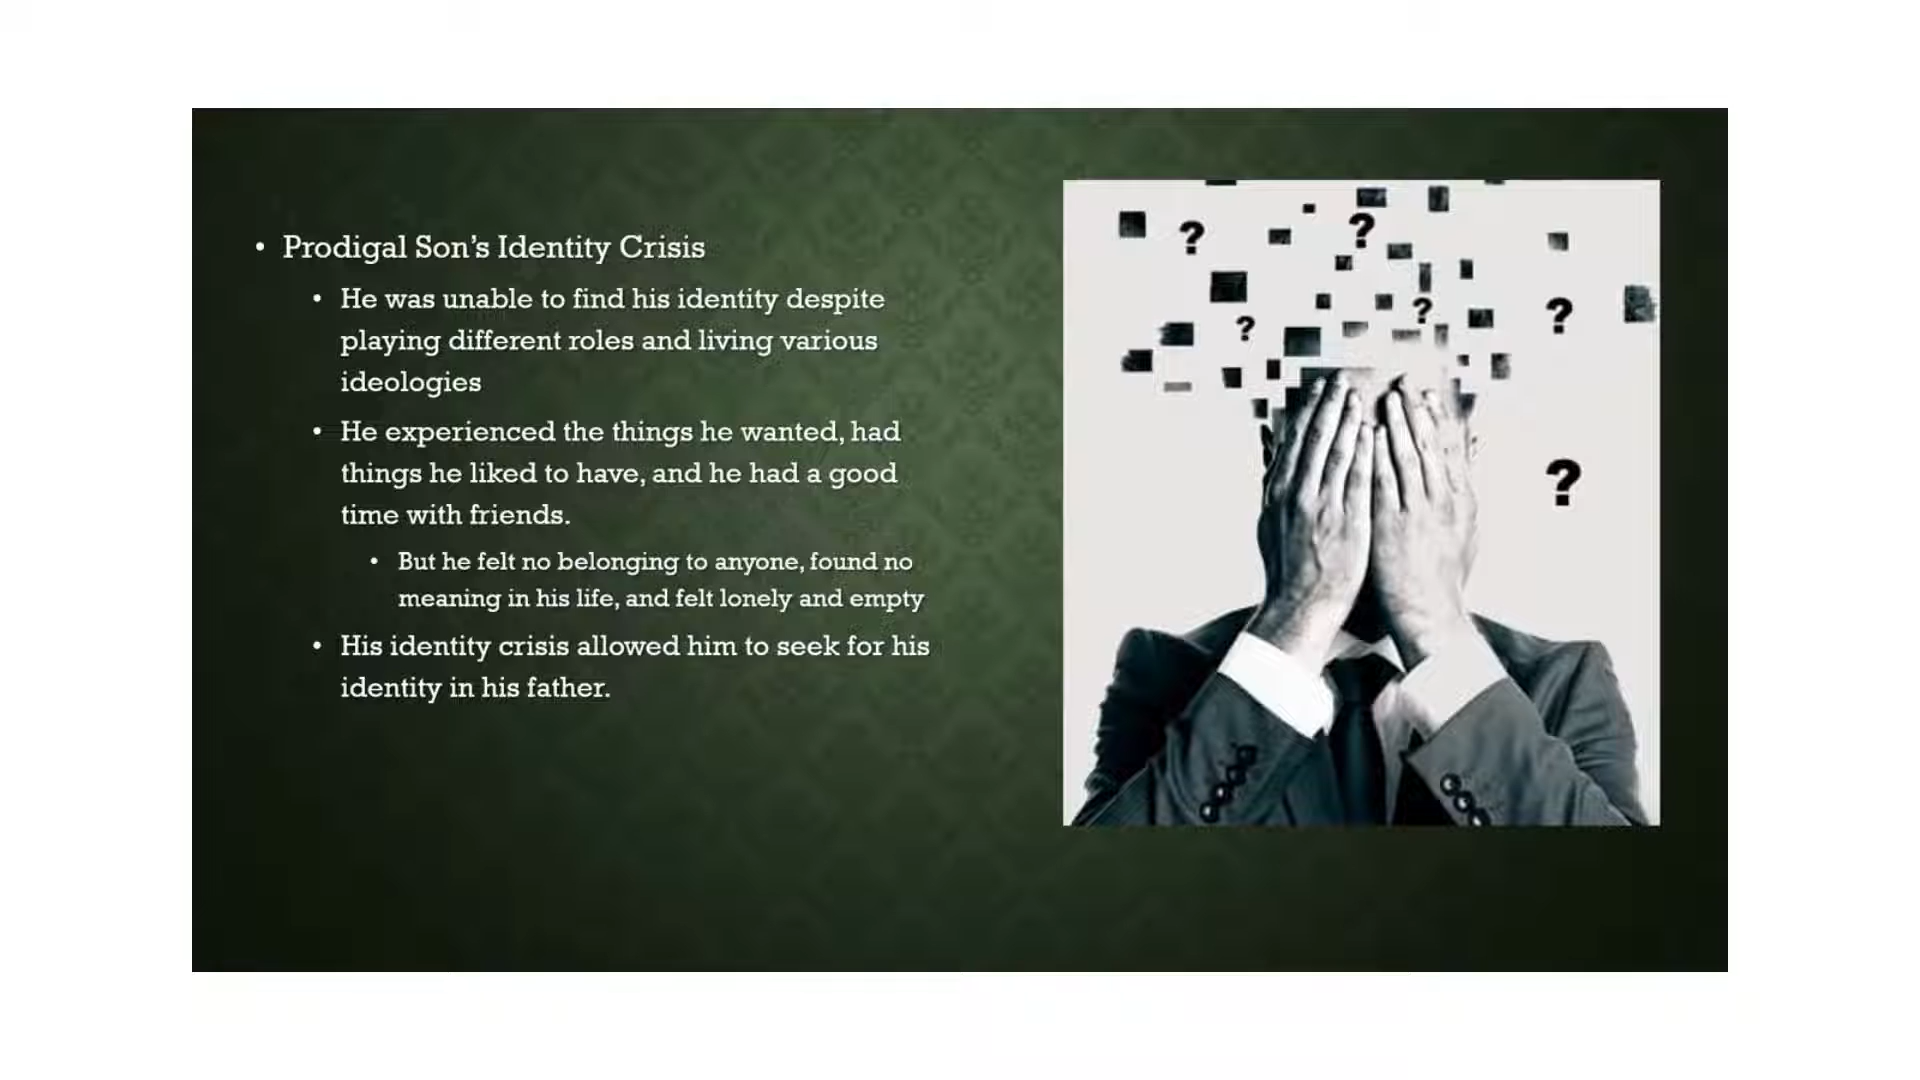 • Prodigal Son’s Identity Crisis
• He was unable to find his identity despite
playing different roles and living various
ideologies
• He experienced the things he wanted, had
things he liked to have, and he had a good
time with friends.
• But he felt no belonging to anyone, found no
meaning in his life, and felt lonely and empty
• His identity crisis allowed him to seek for his
identity in his father.
? ?
?
? ?
?